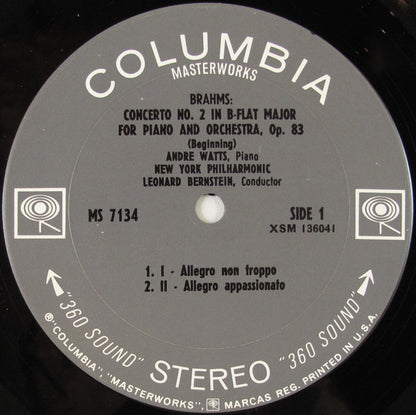 COLUMBIA
MASTERWORKS
BRAHMS:
CONCERTO NO. 2 IN B-FLAT MAJOR
FOR PIANO AND ORCHESTRA, Op. 83
(Beginning)
ANDRE WATTS, Piano
NEW YORK PHILHARMONIC
LEONARD BERNSTEIN, Conductor
MS 7134
SIDE 1
XSM 136041
1. I - Allegro non troppo
2. II - Allegro appassionato
"360 SOUND" STEREO "360 SOUND"
℗"COLUMBIA", "MASTERWORKS", MARCAS REG. PRINTED IN U.S.A.